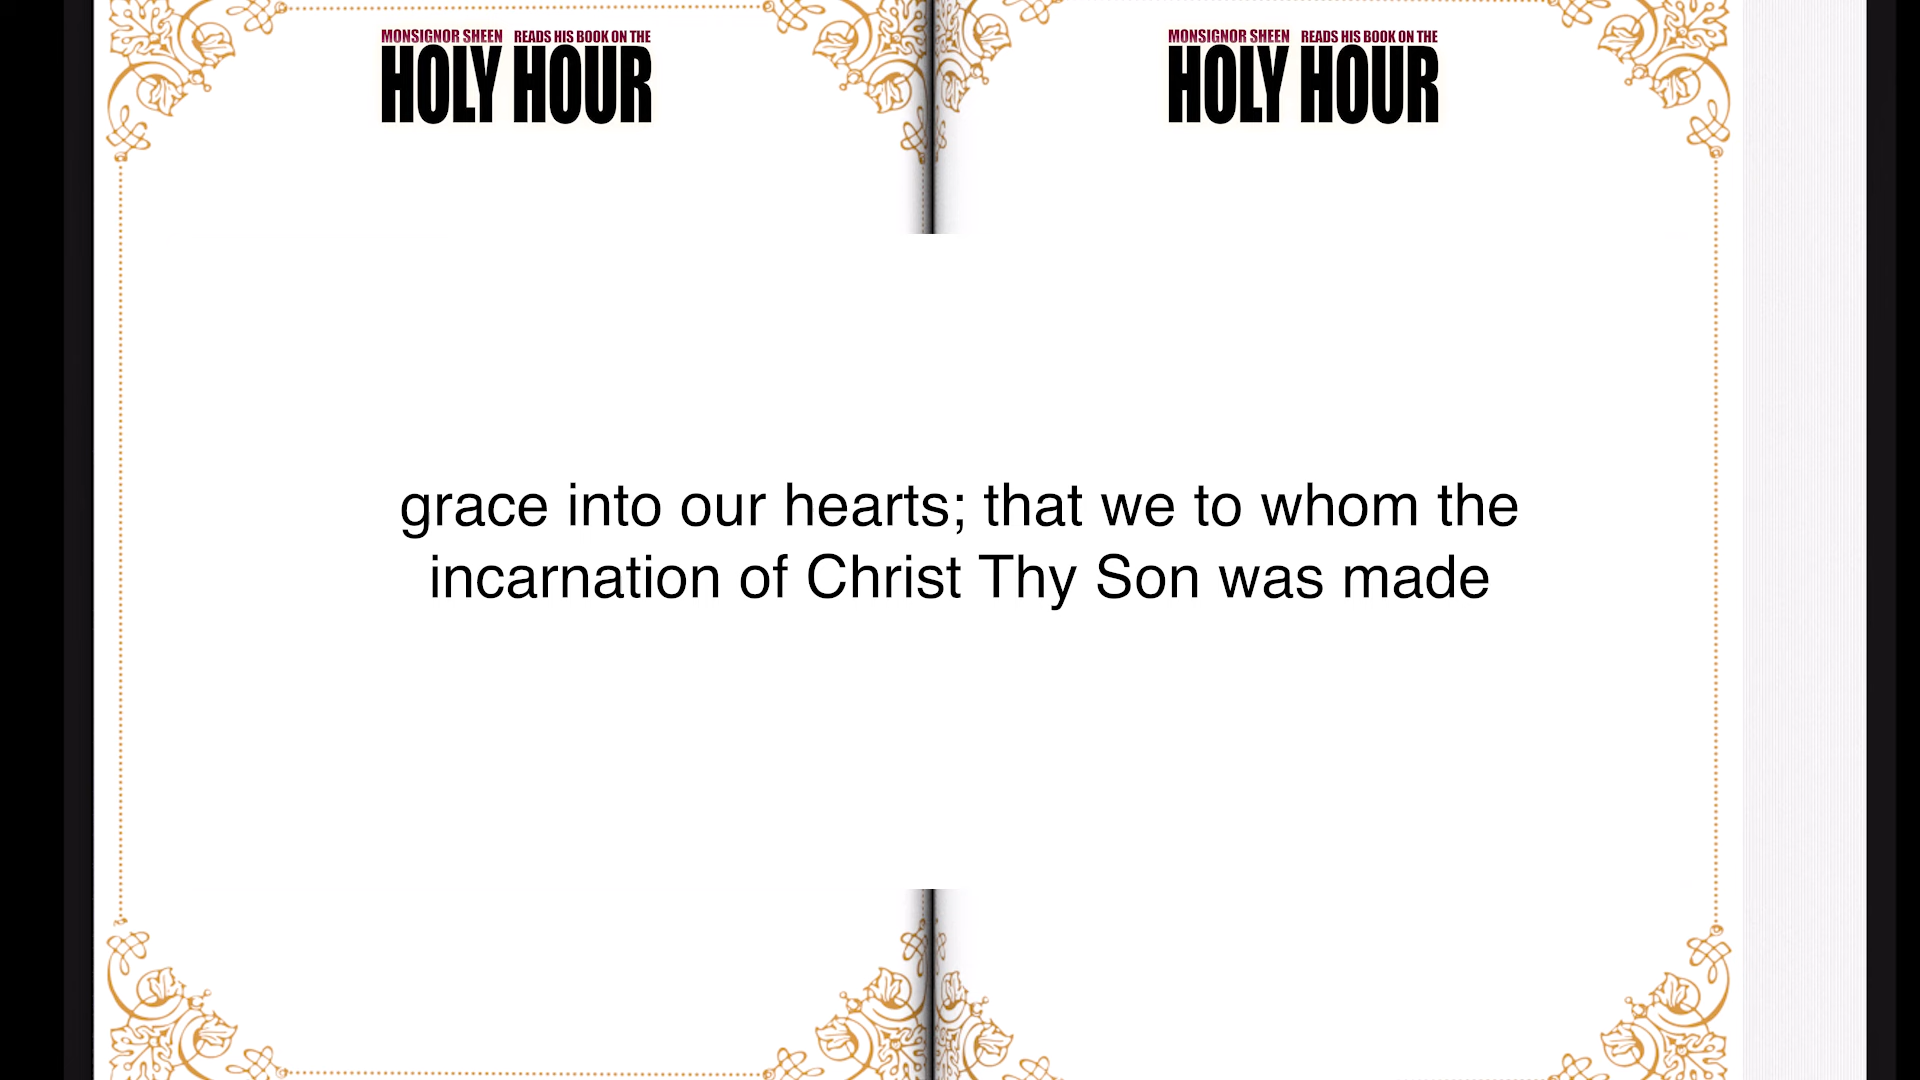 MONSIGNOR SHEEN READS HIS BOOK ON THE
HOLY HOUR
MONSIGNOR SHEEN READS HIS BOOK ON THE
HOLY HOUR
grace into our hearts; that we to whom the
incarnation of Christ Thy Son was made